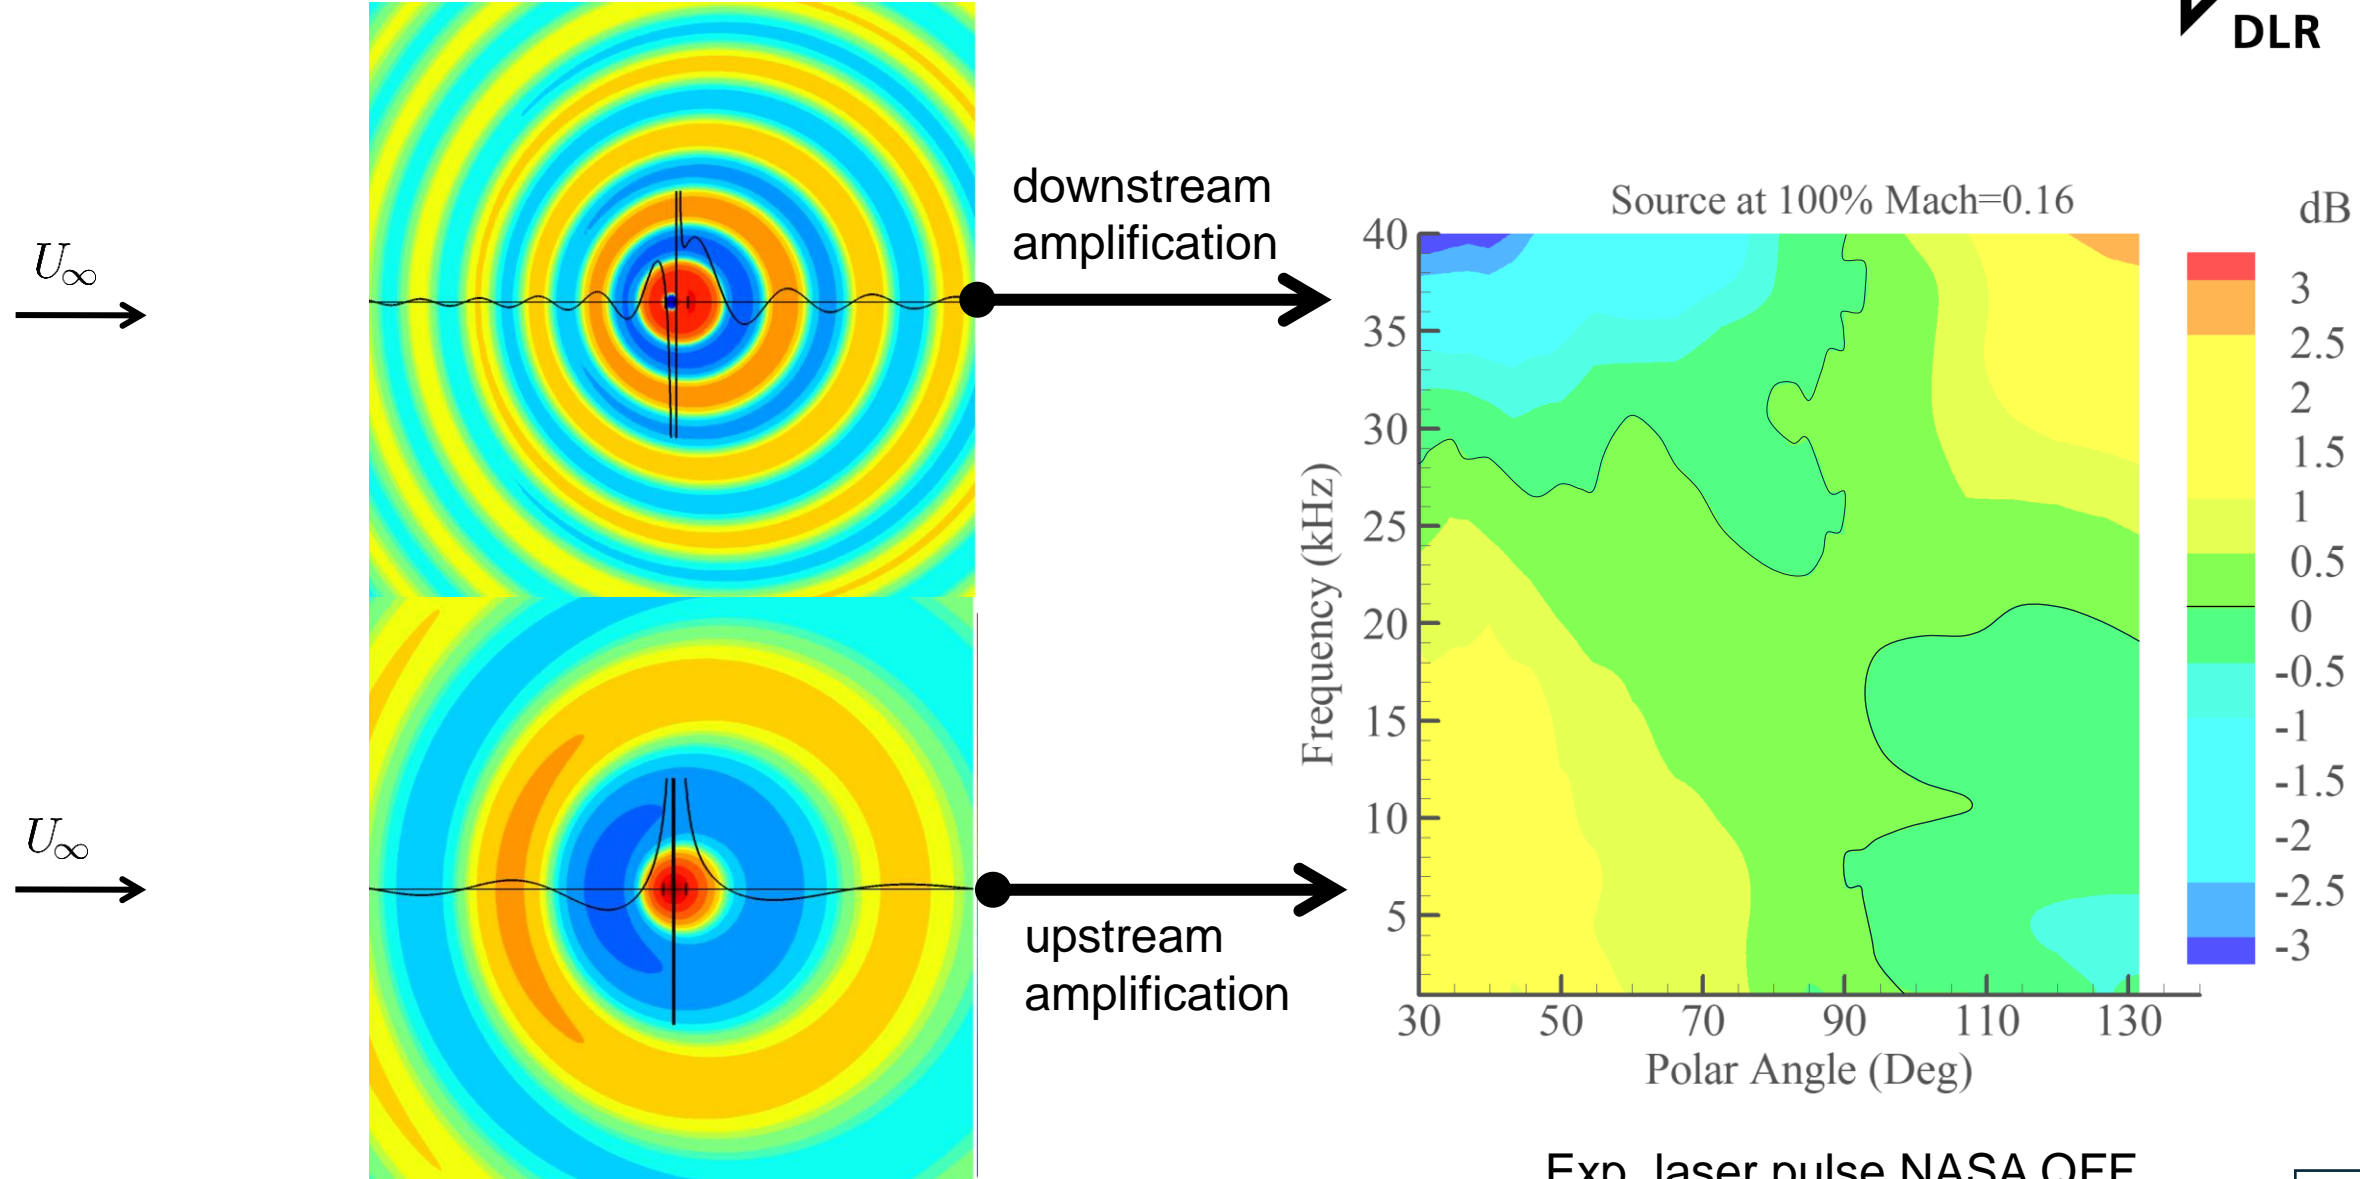 DLR
U∞
downstream
amplification
Source at 100% Mach=0.16
dB
40
35
30
25
20
15
10
5
Frequency (kHz)
30 50 70 90 110 130
Polar Angle (Deg)
3
2.5
2
1.5
1
0.5
0
-0.5
-1
-1.5
-2
-2.5
-3
U∞
upstream
amplification
Exp. laser pulse NASA QFF